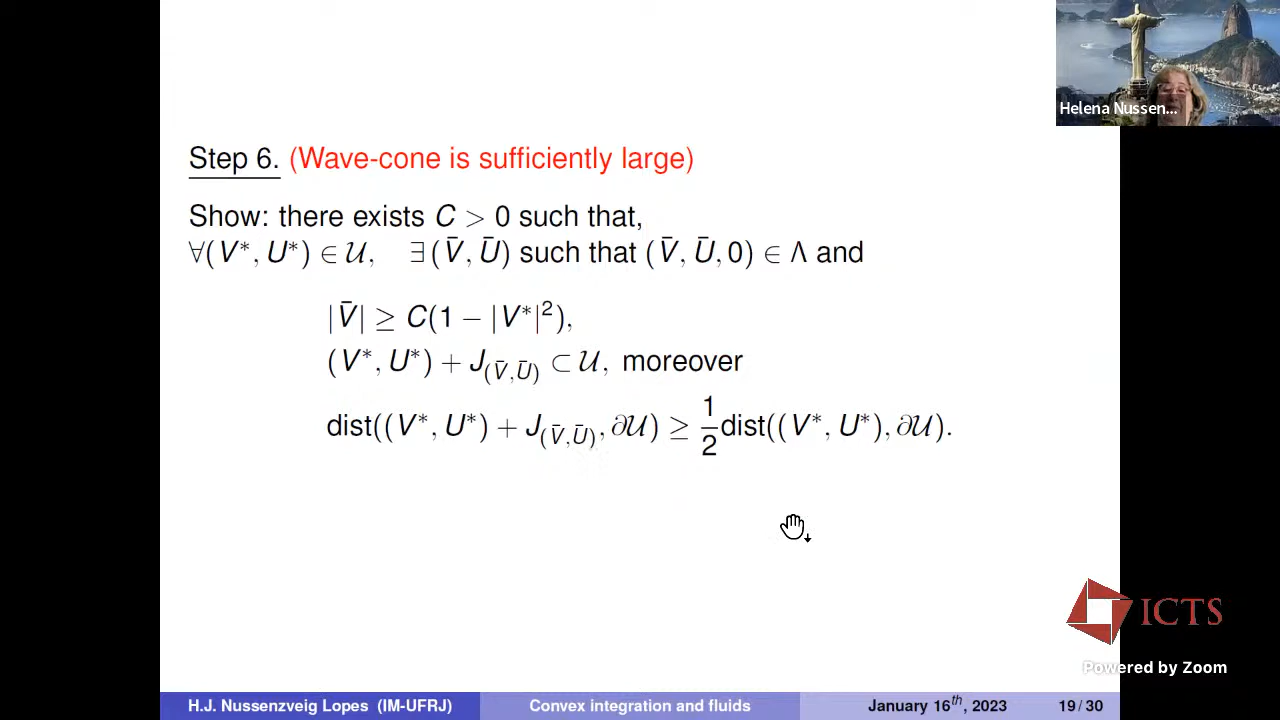 Helena Nussen...
Step 6. (Wave-cone is sufficiently large)
Show: there exists C > 0 such that,
∀(V*, U*) ∈ 𝒰, ∃ (V̄, Ū) such that (V̄, Ū, 0) ∈ Λ and
|V̄| ≥ C(1 − |V*|²),
(V*, U*) + J_(V̄,Ū) ⊂ 𝒰, moreover
dist((V*, U*) + J_(V̄,Ū), ∂𝒰) ≥ 1/2 dist((V*, U*), ∂𝒰).
ICTS
Powered by Zoom
H.J. Nussenzveig Lopes (IM-UFRJ) Convex integration and fluids January 16th, 2023 19 / 30